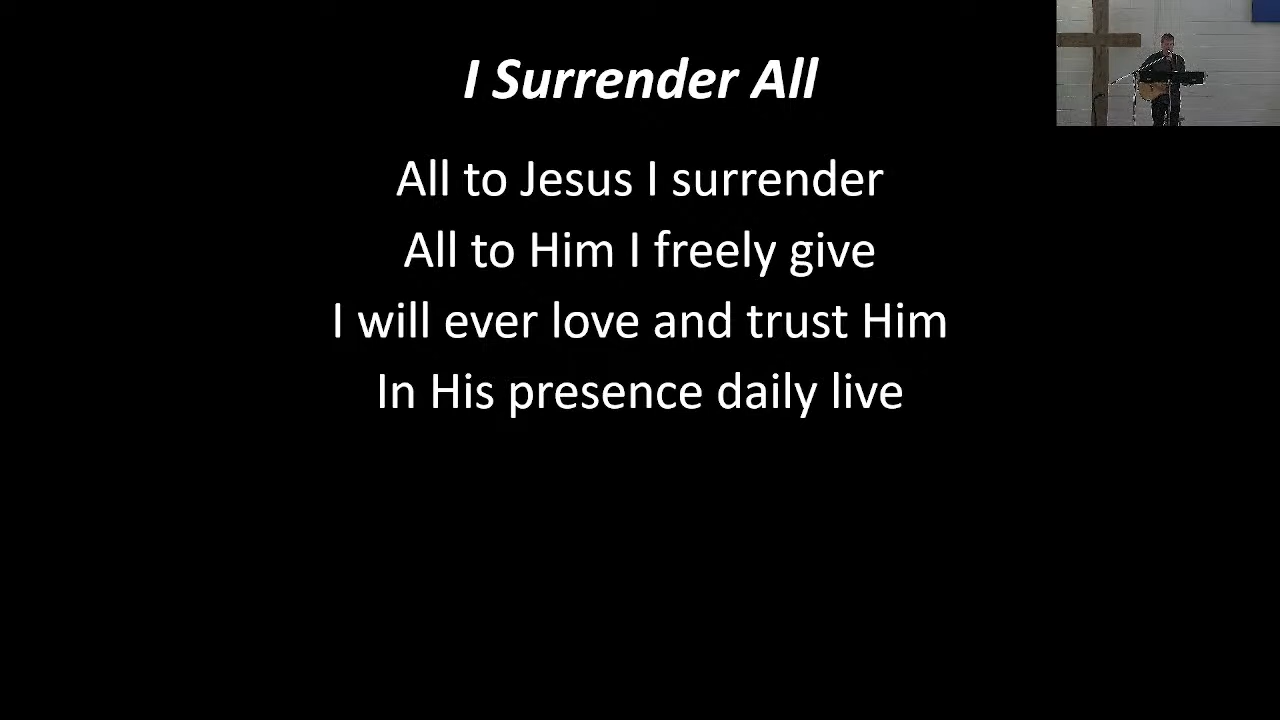 I Surrender All
All to Jesus I surrender
All to Him I freely give
I will ever love and trust Him
In His presence daily live